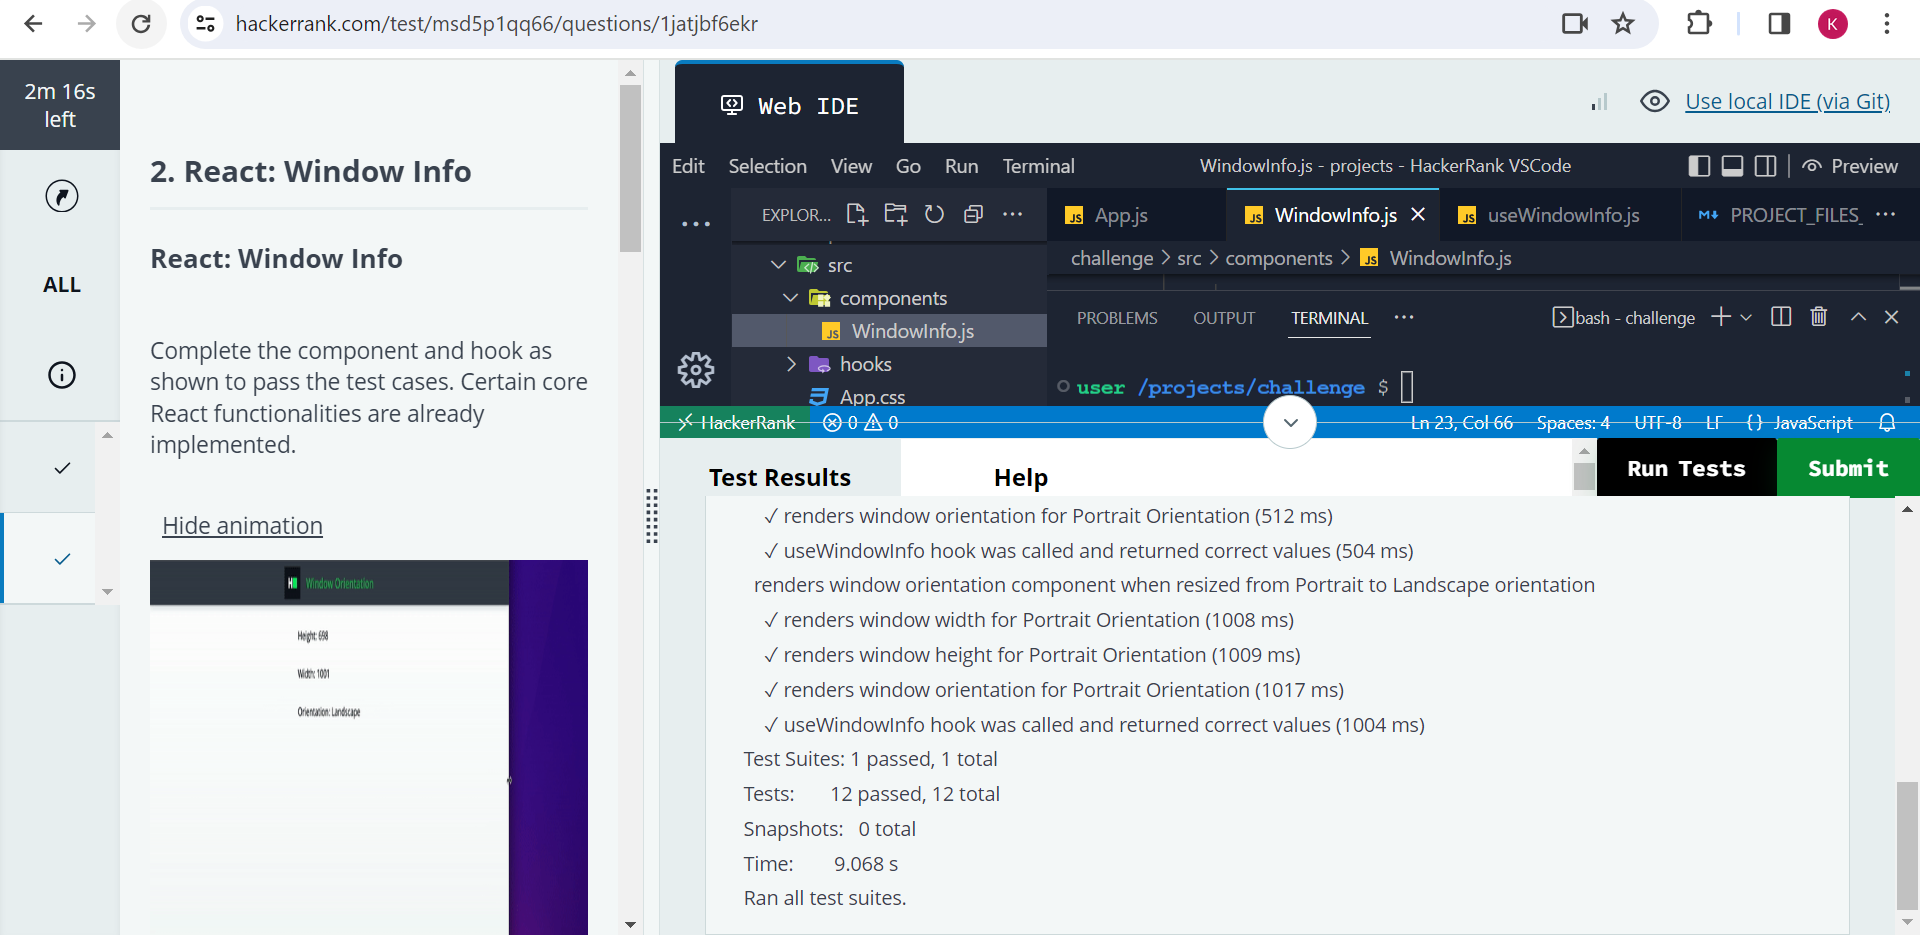 hackerrank.com/test/msd5p1qq66/questions/1jatjbf6ekr
K
2m 16s
left
ALL
2. React: Window Info
React: Window Info
Complete the component and hook as
shown to pass the test cases. Certain core
React functionalities are already
implemented.
Hide animation
H
Window Orientation
Height: 698
Width: 1001
Orientation: Landscape
Web IDE
Use local IDE (via Git)
Edit Selection View Go Run Terminal
WindowInfo.js - projects - HackerRank VSCode
Preview
EXPLOR...
JS App.js
JS WindowInfo.js
JS useWindowInfo.js
PROJECT_FILES_
challenge > src > components > JS WindowInfo.js
src
components
JS WindowInfo.js
hooks
App.css
PROBLEMS OUTPUT TERMINAL
bash - challenge
user /projects/challenge $
HackerRank
0 0
Ln 23, Col 66
Spaces: 4
UTF-8
LF
{} JavaScript
Test Results
Help
Run Tests
Submit
✓ renders window orientation for Portrait Orientation (512 ms)
✓ useWindowInfo hook was called and returned correct values (504 ms)
renders window orientation component when resized from Portrait to Landscape orientation
✓ renders window width for Portrait Orientation (1008 ms)
✓ renders window height for Portrait Orientation (1009 ms)
✓ renders window orientation for Portrait Orientation (1017 ms)
✓ useWindowInfo hook was called and returned correct values (1004 ms)
Test Suites: 1 passed, 1 total
Tests: 12 passed, 12 total
Snapshots: 0 total
Time: 9.068 s
Ran all test suites.